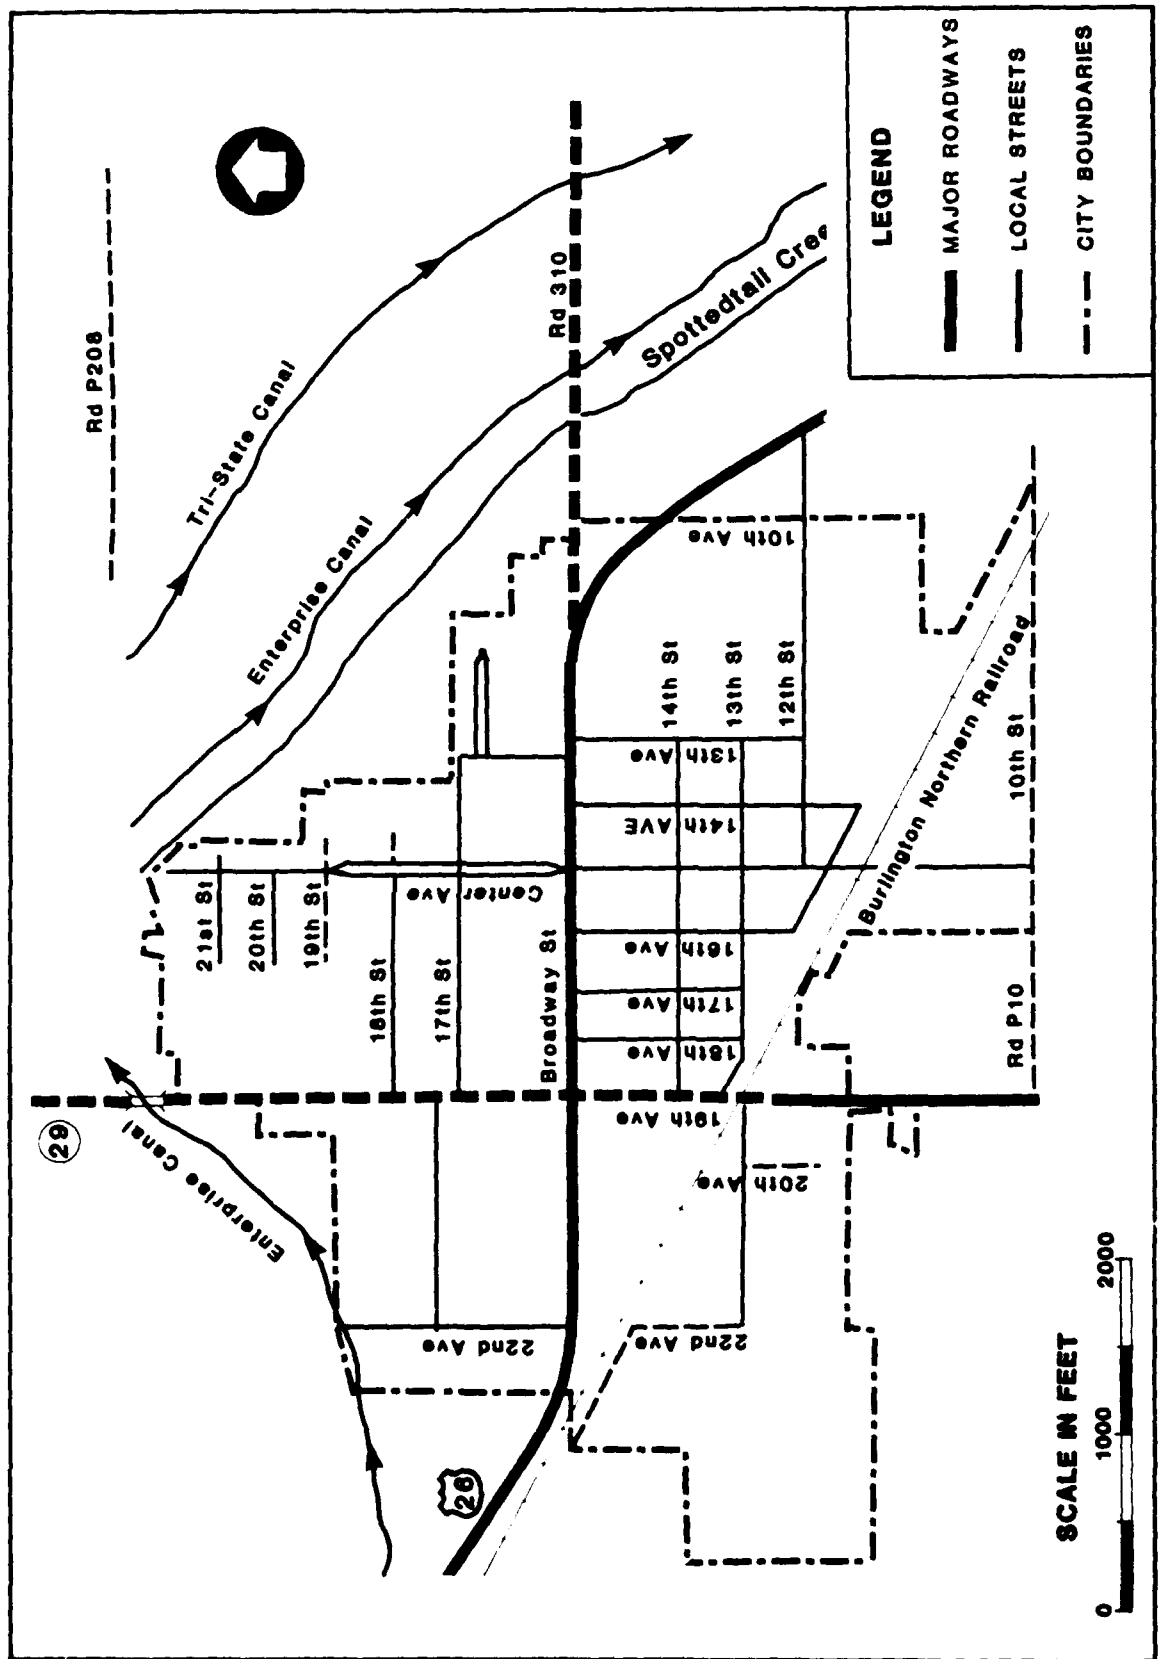 Rd P208
Tri-State Canal
Enterprise Canal
Rd 310
Spottedtail Cree
29
Enterprise Canal
21st St
20th St
19th St
18th St
17th St
Center Ave
Broadway St
22nd Ave
26
10th Ave
14th St
13th St
12th St
13th Ave
14th AVE
16th Ave
17th Ave
18th Ave
19th Ave
20th Ave
22nd Ave
Burlington Northern Railroad
10th St
Rd P10
LEGEND
MAJOR ROADWAYS
LOCAL STREETS
CITY BOUNDARIES
SCALE IN FEET
0 1000 2000